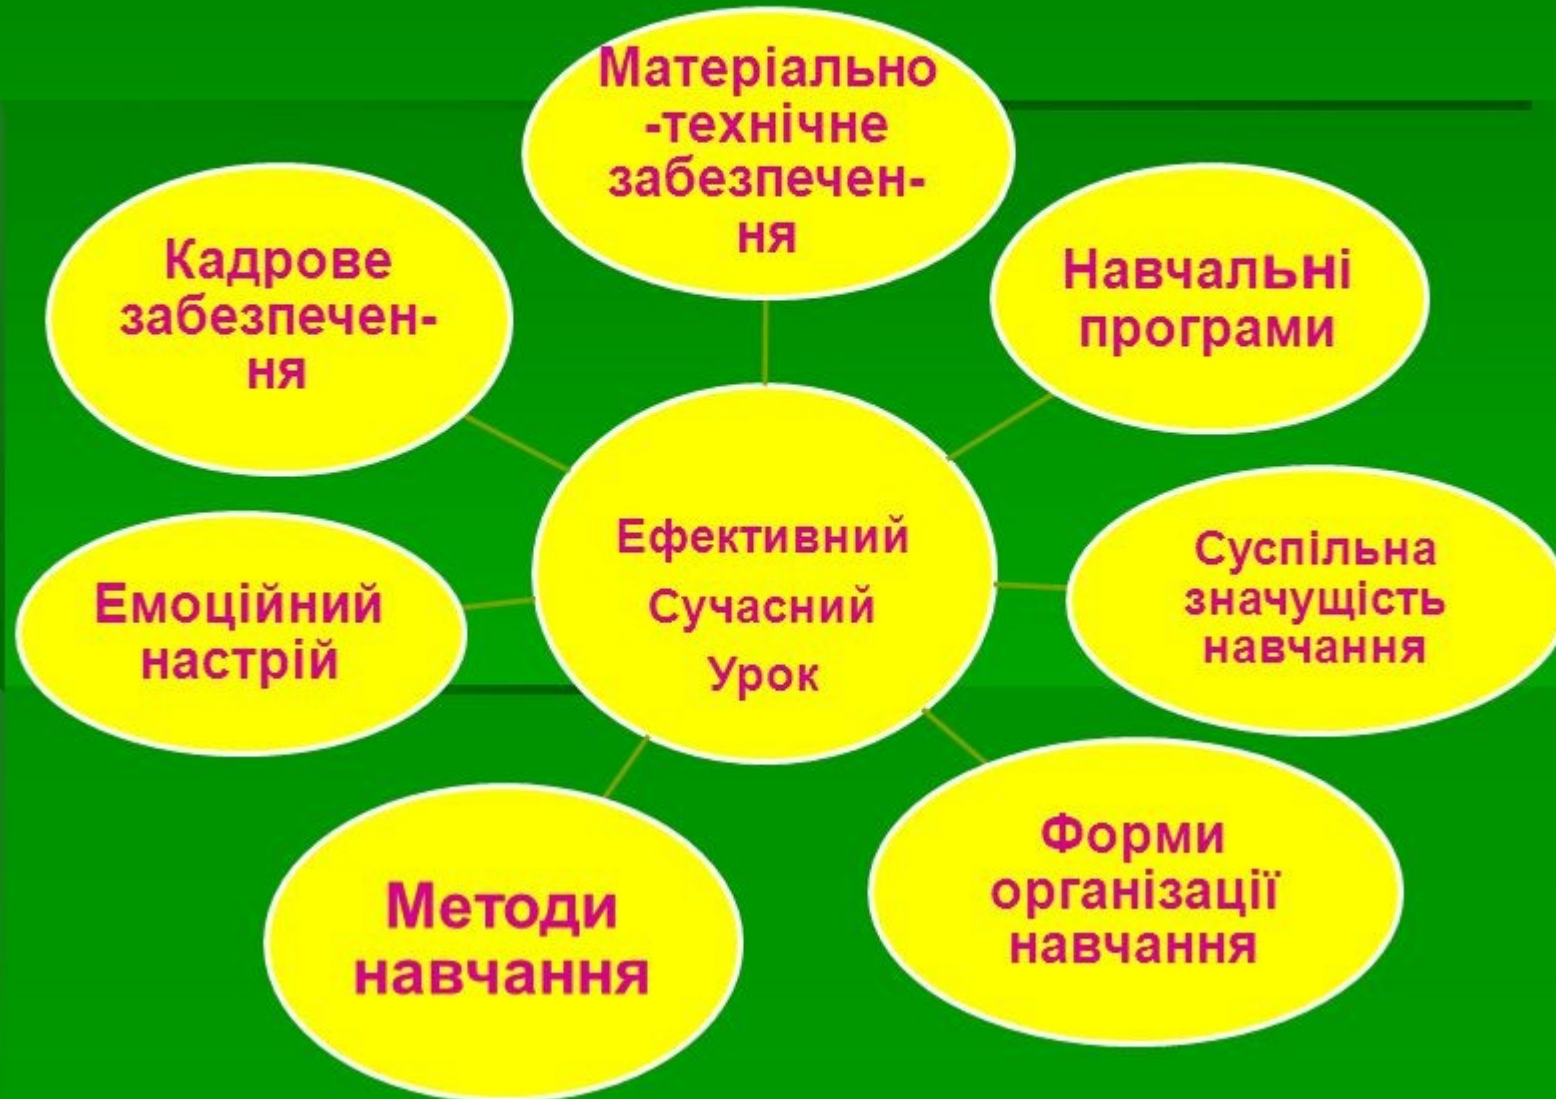 Матеріально
-технічне
забезпечен-
ня
Кадрове
забезпечен-
ня
Навчальні
програми
Ефективний
Сучасний
Урок
Суспільна
значущість
навчання
Емоційний
настрій
Форми
організації
навчання
Методи
навчання